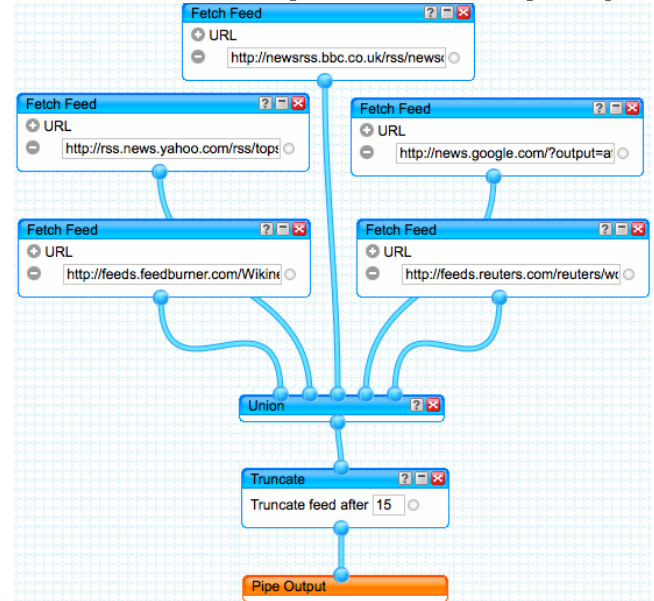 Fetch Feed
URL
http://newsrss.bbc.co.uk/rss/news
Fetch Feed
URL
http://rss.news.yahoo.com/rss/tops
Fetch Feed
URL
http://news.google.com/?output=a
Fetch Feed
URL
http://feeds.feedburner.com/Wikine
Fetch Feed
URL
http://feeds.reuters.com/reuters/wo
Union
Truncate
Truncate feed after 15
Pipe Output